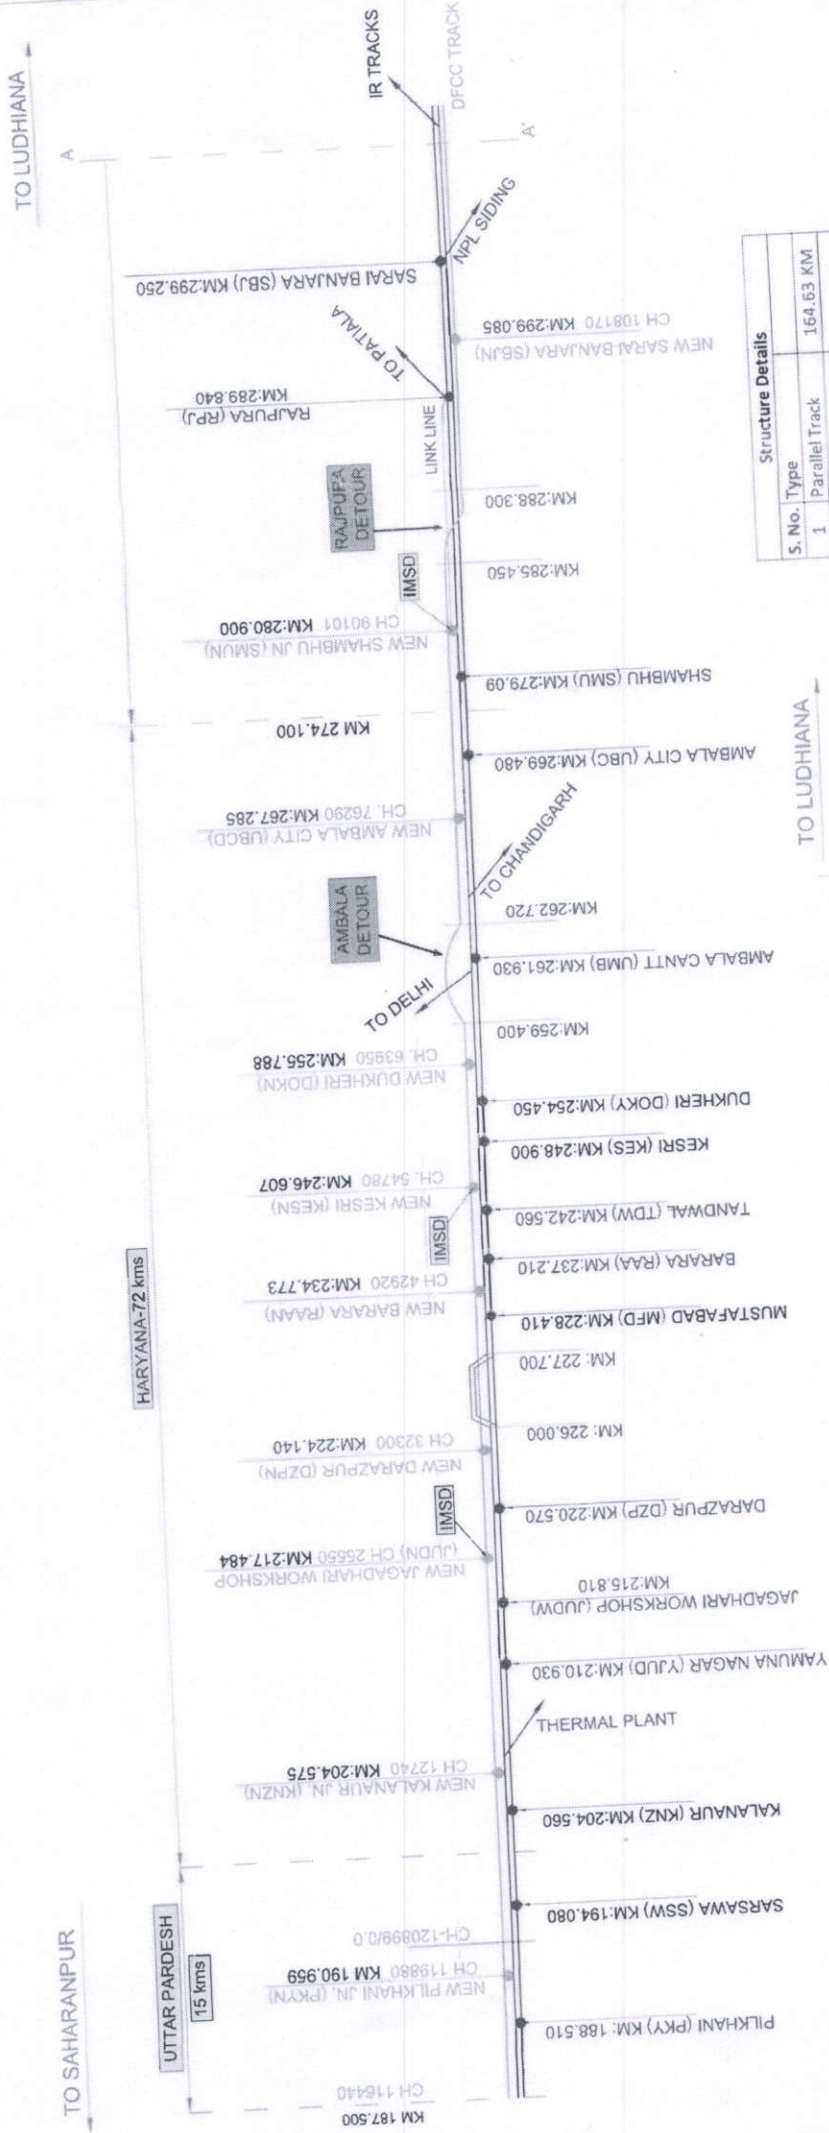 TO LUDHIANA
A
IR TRACKS
DFCC TRACK
A'
SARAI BANJARA (SBJ) KM:299.250
NPL SIDING
NEW SARAI BANJARA (SBJN)
CH 108170 KM:299.085
TO PATIALA
RAJPURA (RPJ)
KM:289.840
LINK LINE
RAJPUPA
DETOUR
KM:288.300
KM:285.450
IMSD
NEW SHAMBHU JN (SMUN)
CH 90101 KM:280.900
SHAMBHU (SMU) KM:279.09
KM 274.100
AMBALA CITY (UBC) KM:269.480
NEW AMBALA CITY (UBCD)
CH. 76290 KM:267.285
TO CHANDIGARH
AMBALA
DETOUR
KM:262.720
AMBALA CANTT (UMB) KM:261.930
TO DELHI
KM:259.400
NEW DUKHERI (DOKN)
CH. 63950 KM:255.788
DUKHERI (DOKY) KM:254.450
KESRI (KES) KM:248.900
NEW KESRI (KESN)
CH. 54780 KM:246.607
IMSD
TANDWAL (TDW) KM:242.560
BARARA (RAA) KM:237.210
NEW BARARA (RAAN)
CH 42920 KM:234.773
MUSTAFABAD (MFD) KM:228.410
HARYANA-72 kms
KM: 227.700
KM: 226.000
NEW DARAZPUR (DZPN)
CH 32300 KM:224.140
DARAZPUR (DZP) KM:220.570
IMSD
NEW JAGADHARI WORKSHOP
(JUDN) CH 25550 KM:217.484
JAGADHARI WORKSHOP (JUDW)
KM:215.810
YAMUNA NAGAR (YJUD) KM:210.930
THERMAL PLANT
NEW KALANAUR JN. (KNZN)
CH 12740 KM:204.575
KALANAUR (KNZ) KM:204.560
SARSAWA (SSW) KM:194.080
CH-120899/0.0
NEW PILKHANI JN. (PKYN)
CH 119880 KM 190.959
PILKHANI (PKY) KM: 188.510
UTTAR PARDESH
15 kms
TO SAHARANPUR
CH 116440
KM 187.500
Structure Details
S. No. Type
1 Parallel Track 164.63 KM
TO LUDHIANA